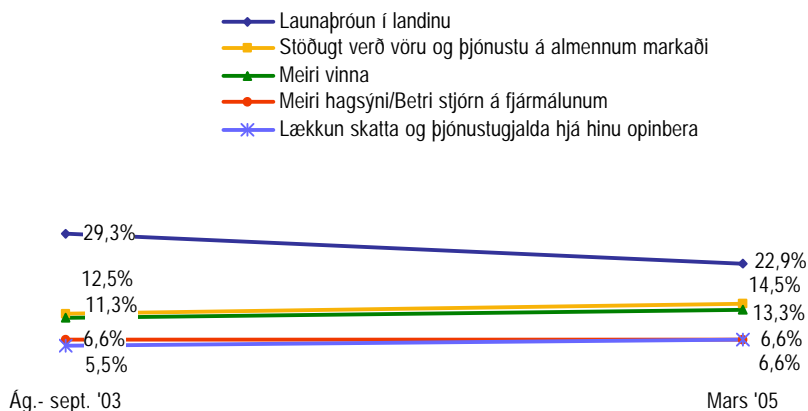 Launaþróun í landinu
Stöðugt verð vöru og þjónustu á almennum markaði
Meiri vinna
Meiri hagsýni/Betri stjórn á fjármálunum
Lækkun skatta og þjónustugjalda hjá hinu opinbera
29,3%
22,9%
12,5%
14,5%
11,3%
13,3%
6,6%
6,6%
5,5%
6,6%
Ág.- sept. '03
Mars '05